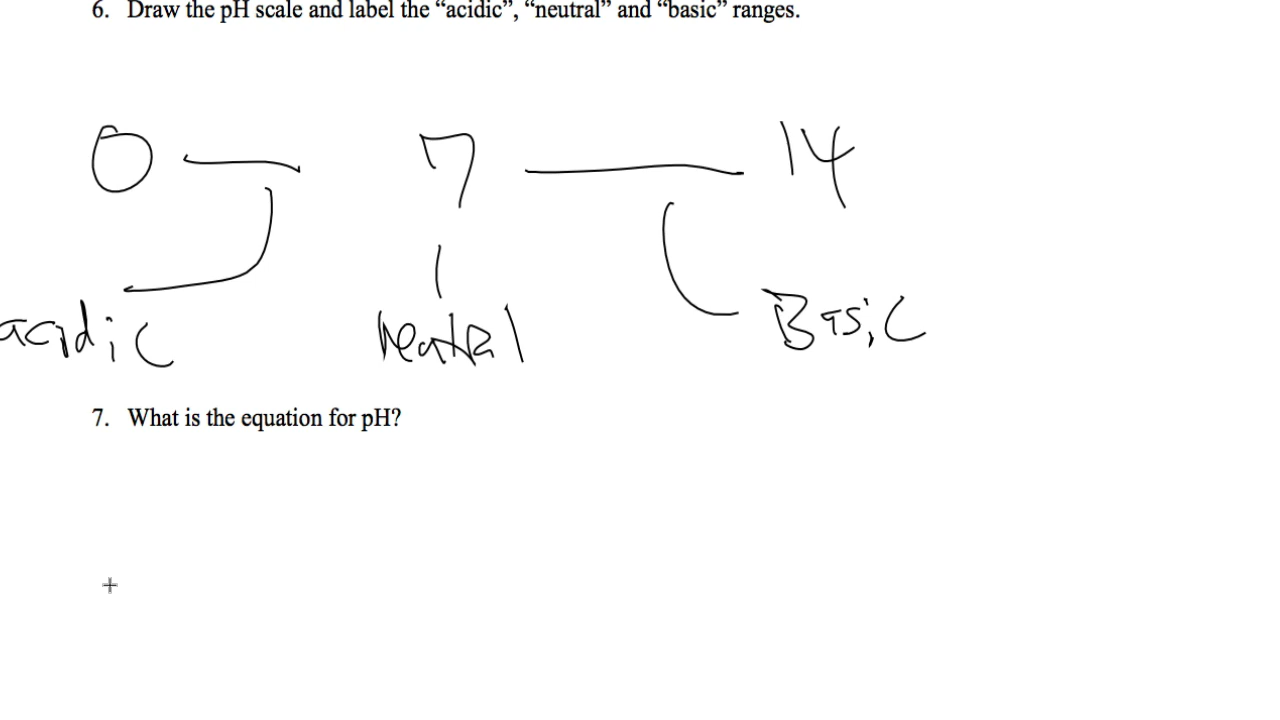 6. Draw the pH scale and label the “acidic”, “neutral” and “basic” ranges.
0 7 14
acidic neutral Basic
7. What is the equation for pH?